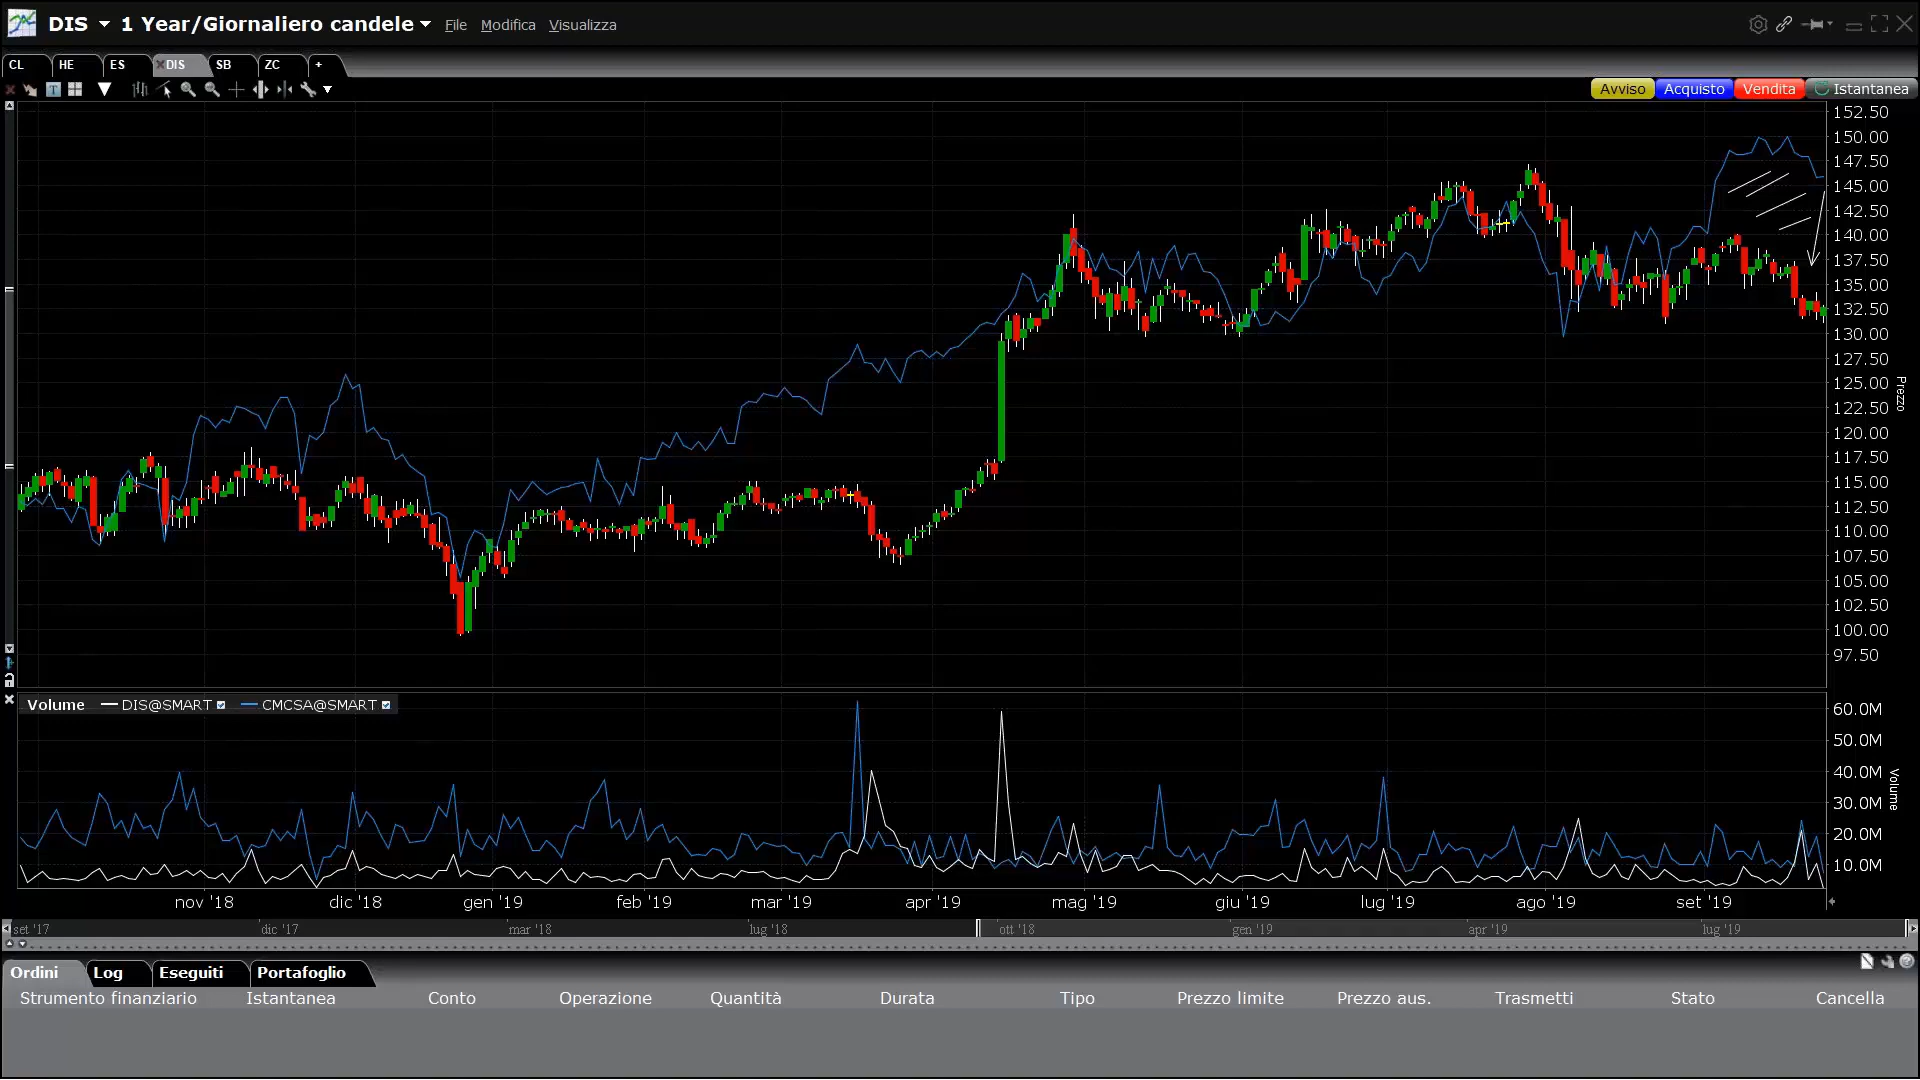 DIS 1 Year/Giornaliero candele File Modifica Visualizza
CL HE ES DIS SB ZC +
T
Avviso Acquisto Vendita Istantanea
152.50
150.00
147.50
145.00
142.50
140.00
137.50
135.00
132.50
130.00
127.50
125.00
122.50
120.00
117.50
115.00
112.50
110.00
107.50
105.00
102.50
100.00
97.50
Prezzo
Volume DIS@SMART CMCSA@SMART
60.0M
50.0M
40.0M
30.0M
20.0M
10.0M
Volume
nov '18 dic '18 gen '19 feb '19 mar '19 apr '19 mag '19 giu '19 lug '19 ago '19 set '19
set '17 dic '17 mar '18 lug '18 ott '18 gen '19 apr '19 lug '19
Ordini Log Eseguiti Portafoglio
Strumento finanziario Istantanea Conto Operazione Quantità Durata Tipo Prezzo limite Prezzo aus. Trasmetti Stato Cancella